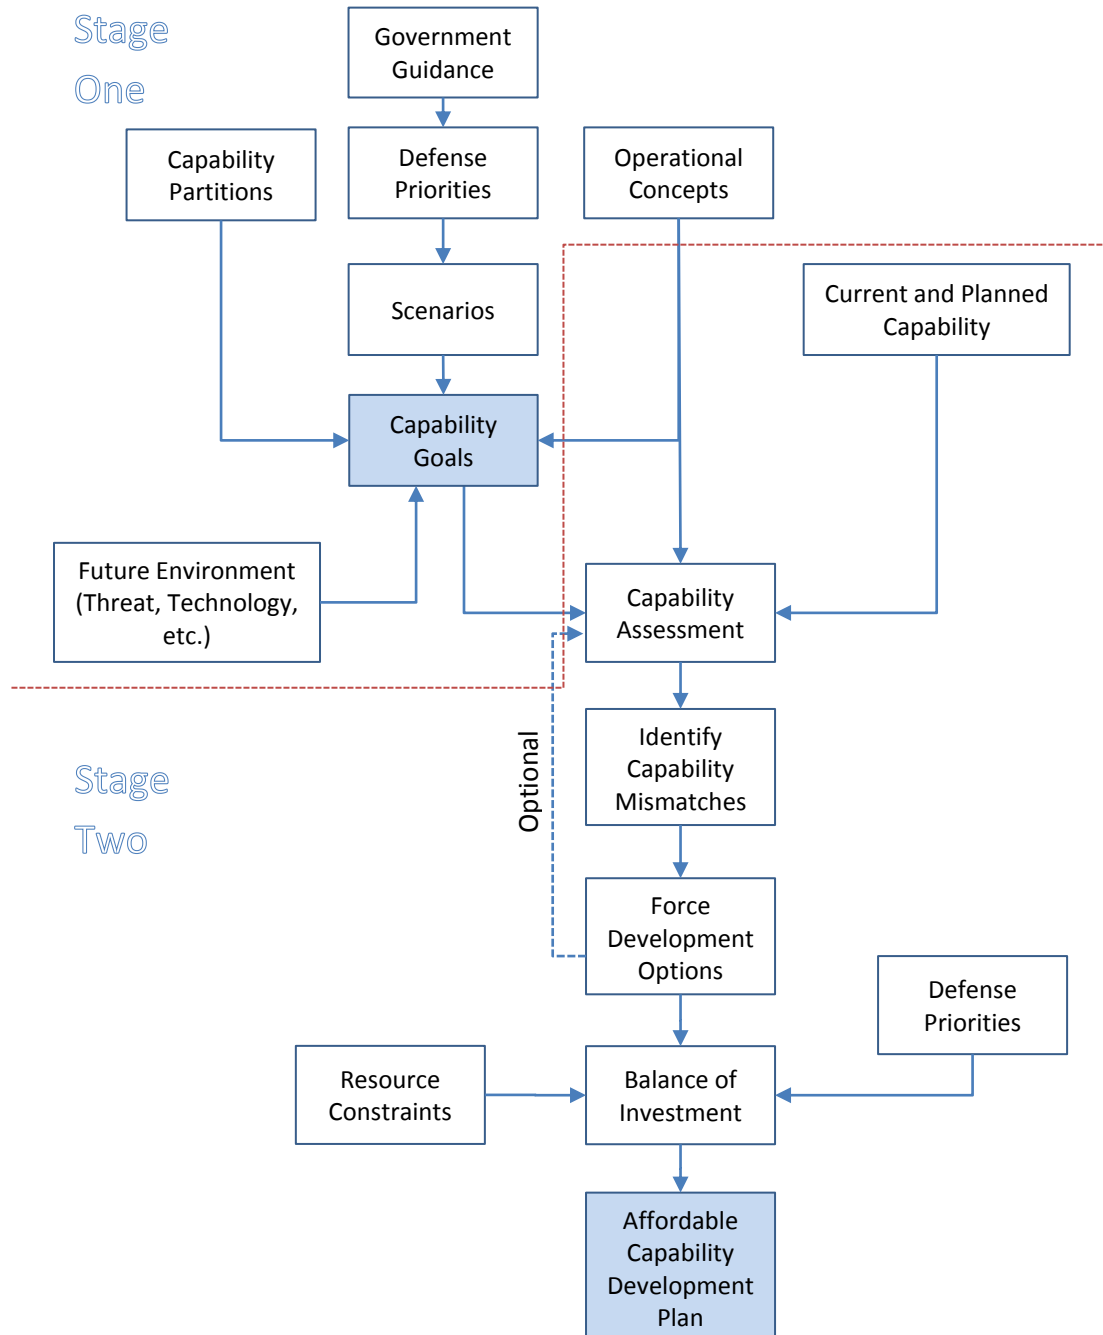 Stage
One
Government
Guidance
Capability
Partitions
Defense
Priorities
Operational
Concepts
Scenarios
Current and Planned
Capability
Capability
Goals
Future Environment
(Threat, Technology,
etc.)
Capability
Assessment
Stage
Two
Optional
Identify
Capability
Mismatches
Force
Development
Options
Defense
Priorities
Resource
Constraints
Balance of
Investment
Affordable
Capability
Development
Plan